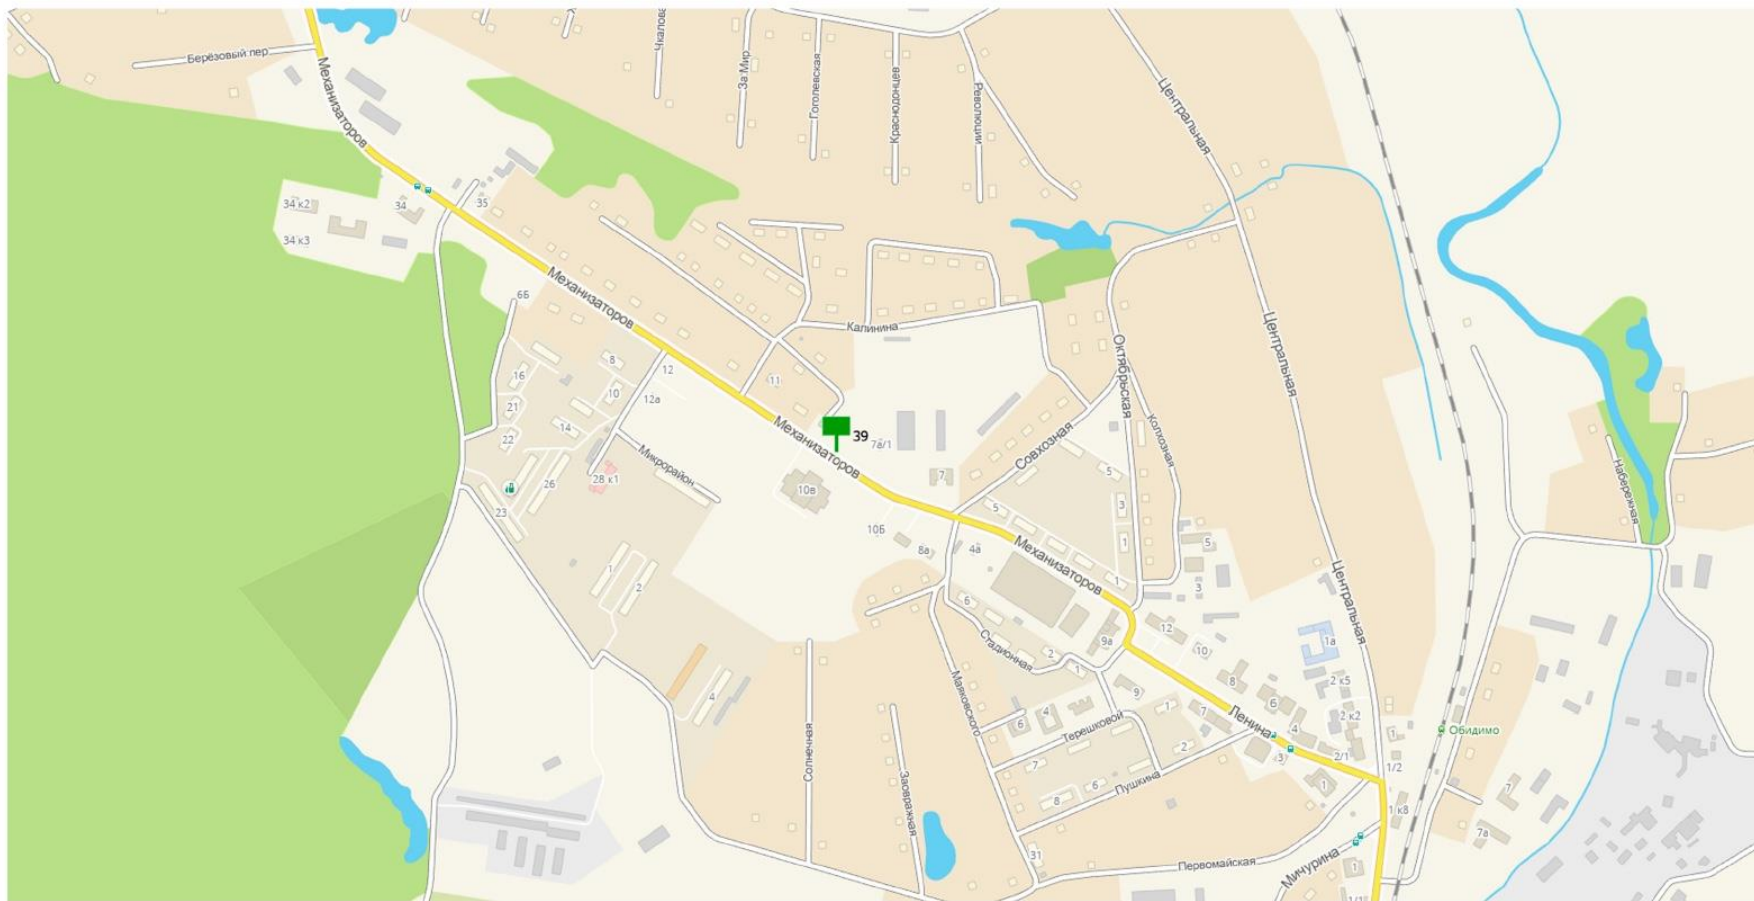 Берёзовый пер
Чкалова
За Мир
Гоголевская
Краснодонцев
Революции
Центральная
Механизаторов
34 к2
34
35
34 к3
6Б
Механизаторов
Калинина
Центральная
Октябрьская
8
12
16
10
11
12а
21
14
22
Механизаторов
39
7а/1
Колхозная
Совхозная
Микрорайон
5
7
26
28 к1
10в
Набережная
23
5
3
10Б
8а
4а
1
5
Механизаторов
1
2
1
3
Центральная
6
12
9а
1а
10
Стадионная
2
1
8
2 к5
Маяковского
4
9
1
6
7
2 к2
6
4
Терешковой
Ленина
4
1
Обидимо
Солнечная
2
3
2/1
1/2
7
Пушкина
6
1
7
Заовражная
8
1 к8
7а
31
Первомайская
Мичурина
1
1/1